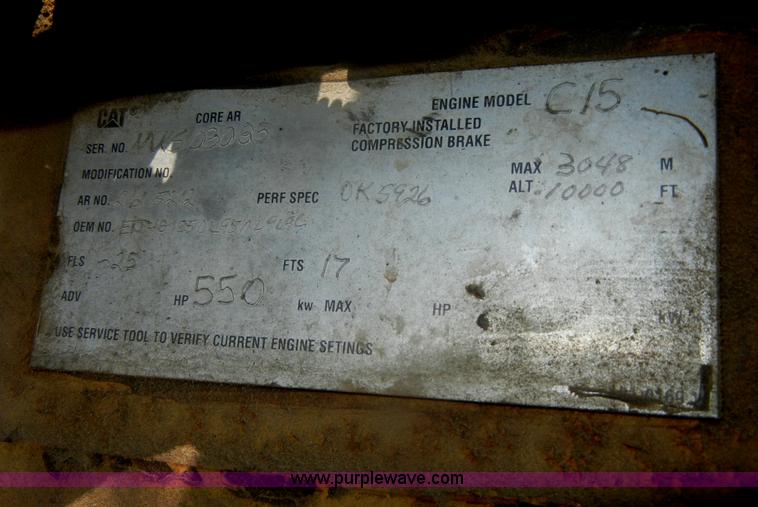 CAT® CORE AR ENGINE MODEL C15
SER. NO. FACTORY INSTALLED
COMPRESSION BRAKE
MODIFICATION NO. MAX 3048 M
ALT. 10000 FT
AR NO. PERF SPEC 0K5926
OEM NO.
FLS -25 FTS 17
ADV HP 550 kw MAX HP kw
USE SERVICE TOOL TO VERIFY CURRENT ENGINE SETINGS
www.purplewave.com